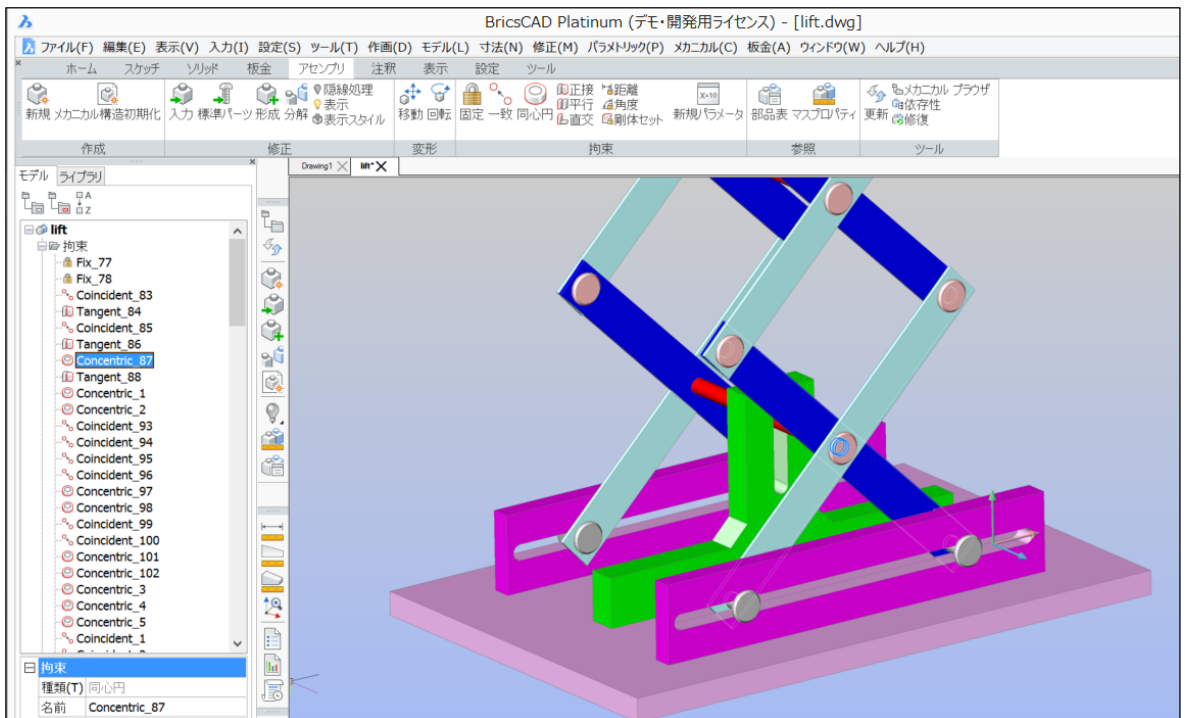 BricsCAD Platinum (デモ・開発用ライセンス) - [lift.dwg]
ファイル(F) 編集(E) 表示(V) 入力(I) 設定(S) ツール(T) 作画(D) モデル(L) 寸法(N) 修正(M) パラメトリック(P) メカニカル(C) 板金(A) ウィンドウ(W) ヘルプ(H)
ホーム スケッチ ソリッド 板金 アセンブリ 注釈 表示 設定 ツール
隠線処理 正接 距離 メカニカル ブラウザ
表示 平行 角度 依存性
新規 メカニカル構造初期化 入力 標準パーツ 形成 分解 表示スタイル 移動 回転 固定 一致 同心円 直交 剛体セット 新規パラメータ 部品表 マスプロパティ 更新 修復
作成 修正 変形 拘束 参照 ツール
Drawing1 lift*
モデル ライブラリ
A
Z
lift
拘束
Fix_77
Fix_78
Coincident_83
Tangent_84
Coincident_85
Tangent_86
Concentric_87
Tangent_88
Concentric_1
Concentric_2
Coincident_93
Coincident_94
Coincident_95
Coincident_96
Concentric_97
Concentric_98
Coincident_99
Coincident_100
Concentric_101
Concentric_102
Concentric_3
Concentric_4
Concentric_5
Coincident_1
拘束
種類(T) 同心円
名前 Concentric_87